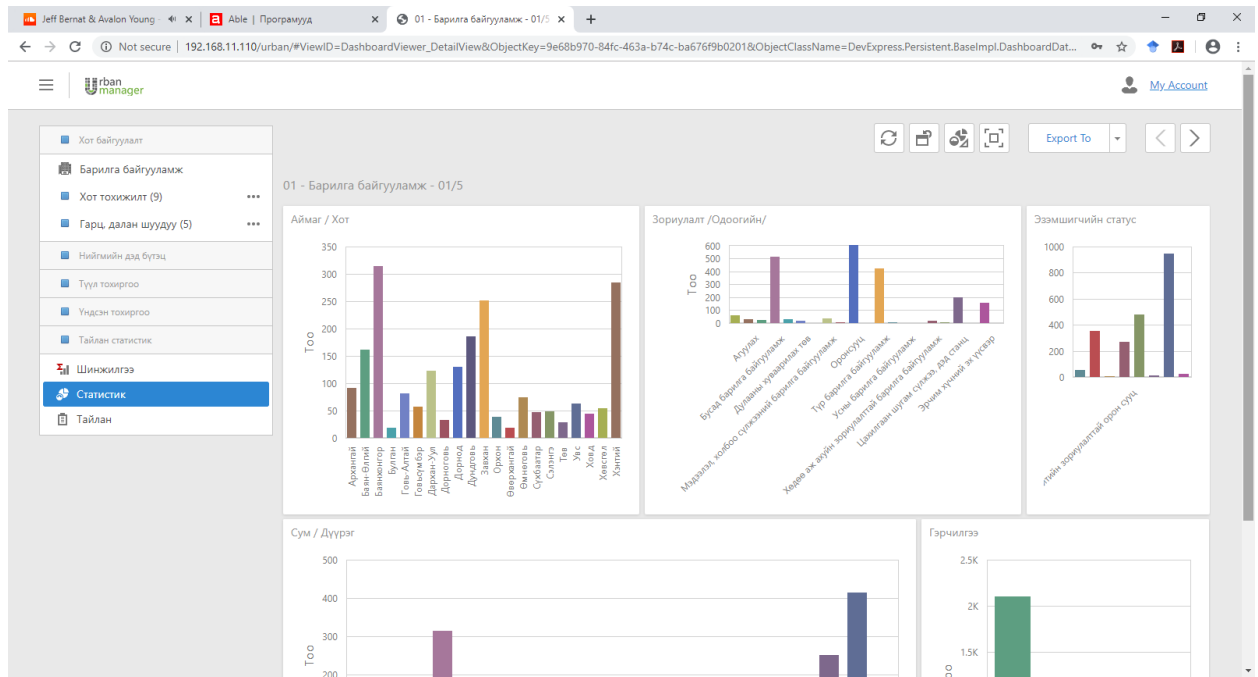 Jeff Bernat & Avalon Young -
Able | Програмууд
01 - Барилга байгууламж - 01/5
Not secure | 192.168.11.110/urban/#ViewID=DashboardViewer_DetailView&ObjectKey=9e68b970-84fc-463a-b74c-ba676f9b0201&ObjectClassName=DevExpress.Persistent.BaseImpl.DashboardDat...
Urban
manager
My Account
Хот байгуулалт
Барилга байгууламж
Хот тохижилт (9)
Гарц, далан шуудуу (5)
Нийгмийн дэд бүтэц
Түүл тохиргоо
Үндсэн тохиргоо
Тайлан статистик
Шинжилгээ
Статистик
Тайлан
Export To
01 - Барилга байгууламж - 01/5
Аймаг / Хот
350
300
250
200
150
100
50
0
Тоо
Архангай
Баян-Өлгий
Баянхонгор
Булган
Говь-Алтай
Говьсүмбэр
Дархан-Уул
Дорноговь
Дорнод
Дундговь
Завхан
Орхон
Өвөрхангай
Өмнөговь
Сүхбаатар
Сэлэнгэ
Төв
Увс
Ховд
Хөвсгөл
Хэнтий
Зориулалт /Одоогийн/
600
500
400
300
200
100
0
Тоо
Агуулах
Бусад барилга байгууламж
Дулааны хуваарилах төв
Мэдээлэл, холбоо сүлжээний барилга байгууламж
Оронсууц
Түр барилга байгууламж
Усны барилга байгууламж
Хөдөө аж ахуйн зориулалттай барилга байгууламж
Цахилгаан шугам сүлжээ, дэд станц
Эрчим хүчний эх үүсвэр
Эзэмшигчийн статус
1000
800
600
400
200
0
итийн зориулалттай орон сууц
Сум / Дүүрэг
500
400
300
200
Тоо
Гэрчилгээ
2.5K
2K
1.5K
оо